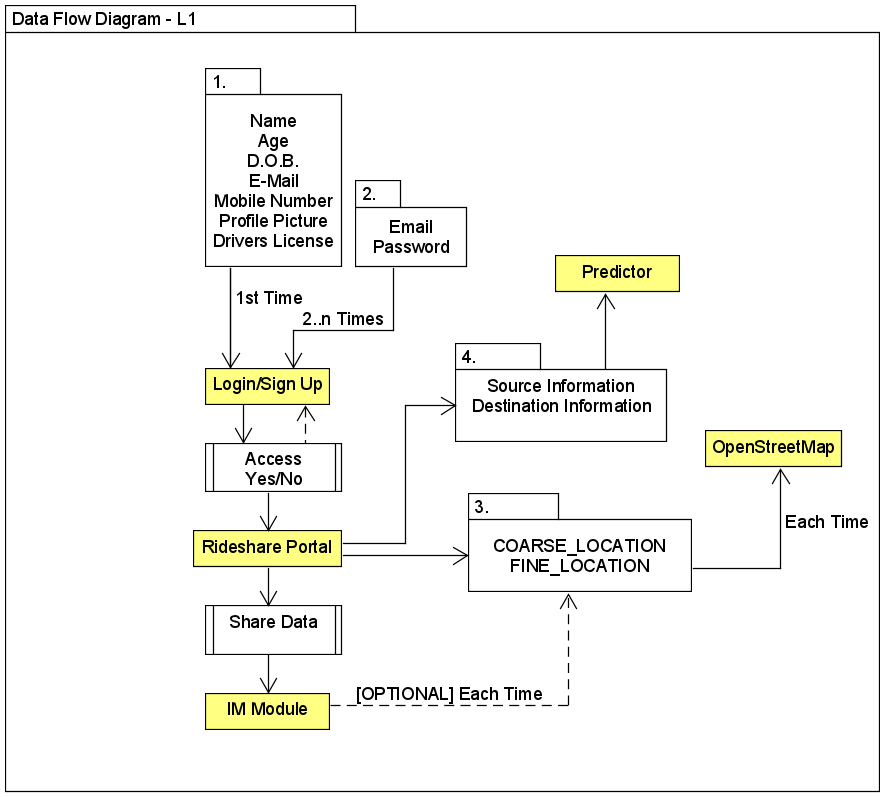 Data Flow Diagram - L1
1.
Name
Age
D.O.B.
E-Mail
Mobile Number
Profile Picture
Drivers License
2.
Email
Password
1st Time
2..n Times
Login/Sign Up
Access
Yes/No
Rideshare Portal
Share Data
IM Module
[OPTIONAL] Each Time
Predictor
4.
Source Information
Destination Information
OpenStreetMap
Each Time
3.
COARSE_LOCATION
FINE_LOCATION